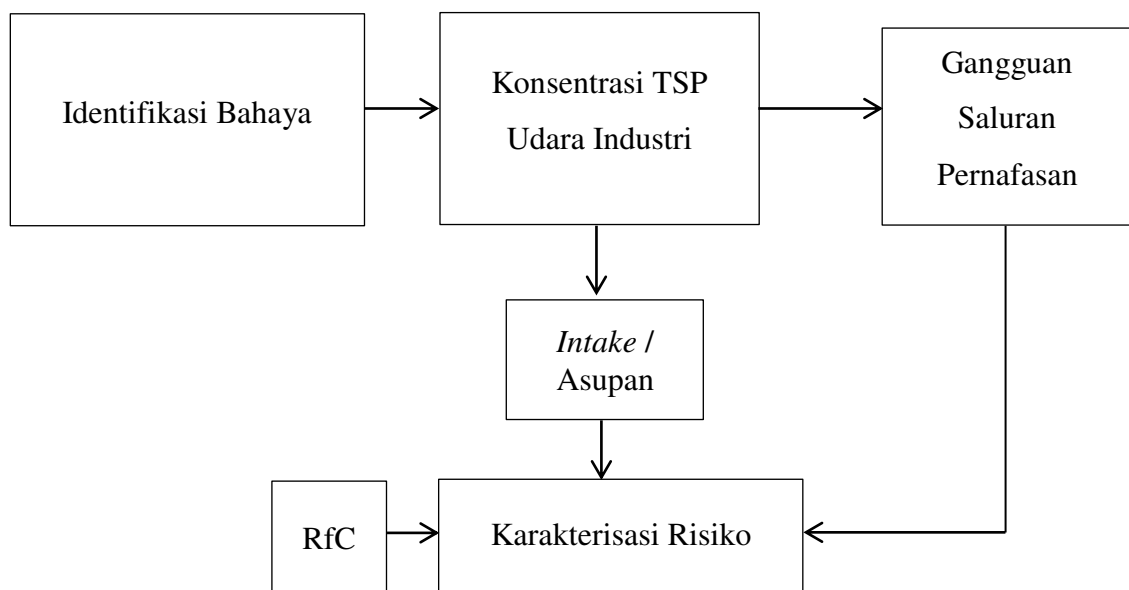 Identifikasi Bahaya
Konsentrasi TSP
Udara Industri
Gangguan
Saluran
Pernafasan
Intake /
Asupan
RfC
Karakterisasi Risiko